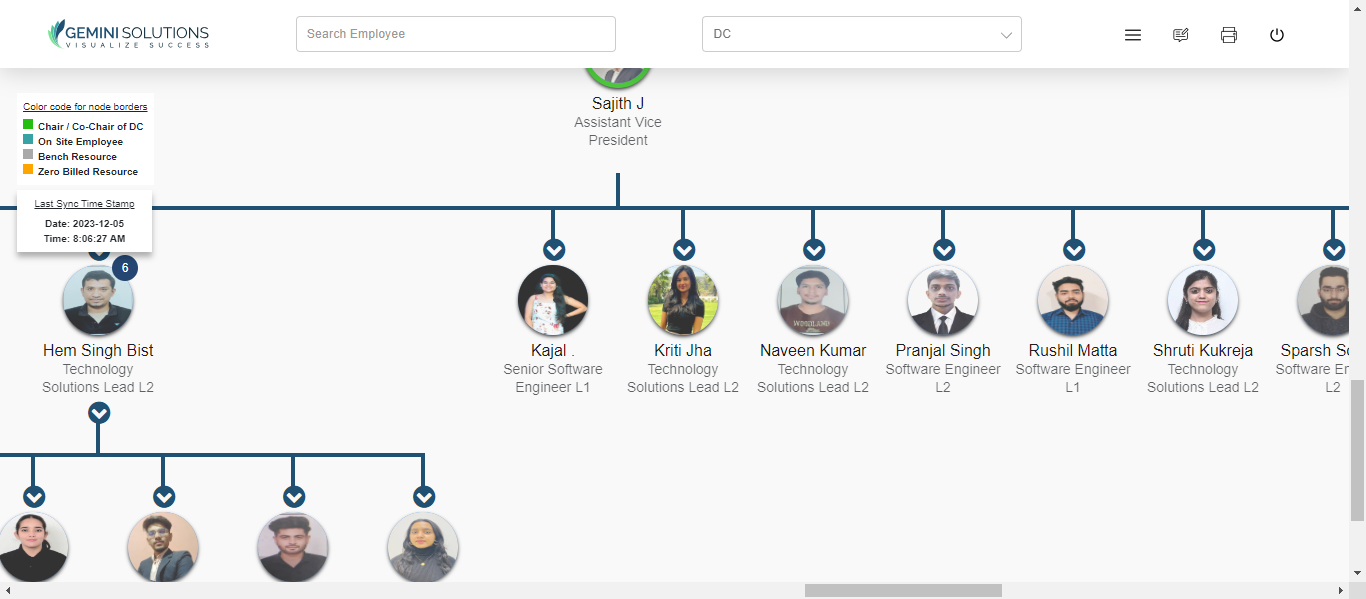 GEMINI SOLUTIONS
VISUALIZE SUCCESS
Search Employee
DC
Sajith J
Assistant Vice
President
Color code for node borders
Chair / Co-Chair of DC
On Site Employee
Bench Resource
Zero Billed Resource
Last Sync Time Stamp
Date: 2023-12-05
Time: 8:06:27 AM
6
Hem Singh Bist
Technology
Solutions Lead L2
Kajal .
Senior Software
Engineer L1
Kriti Jha
Technology
Solutions Lead L2
Naveen Kumar
Technology
Solutions Lead L2
Pranjal Singh
Software Engineer
L2
Rushil Matta
Software Engineer
L1
Shruti Kukreja
Technology
Solutions Lead L2
Sparsh
Software
L2
WOODLAND